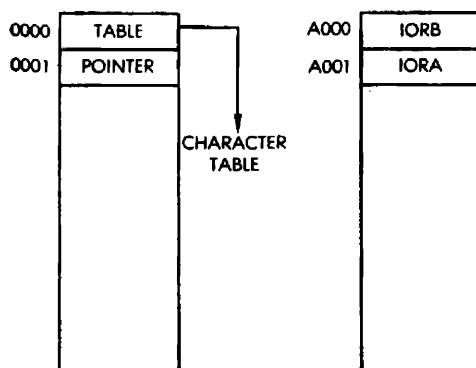 0000 TABLE
0001 POINTER
CHARACTER
TABLE
A000 IORB
A001 IORA